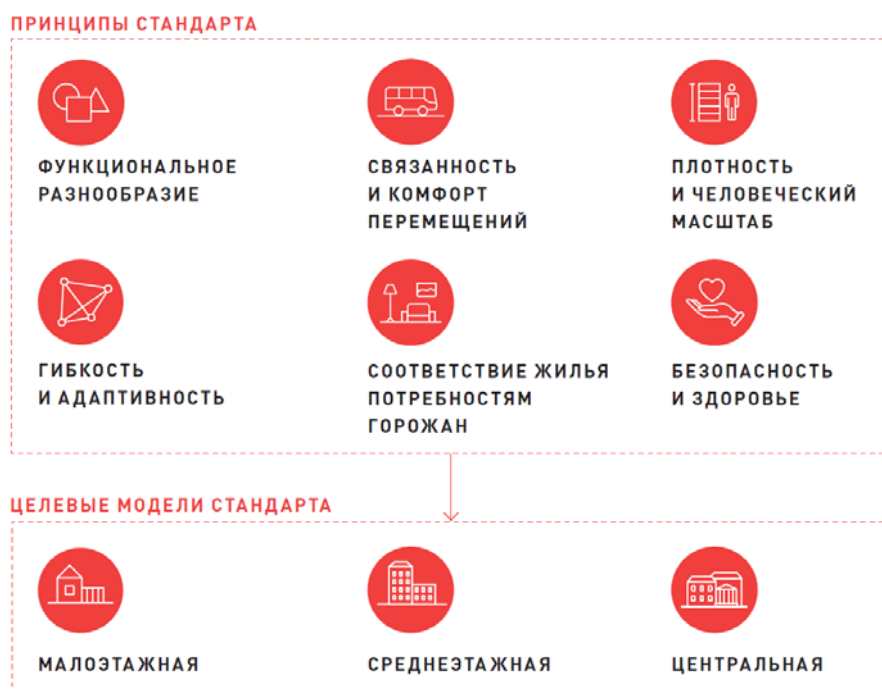 ПРИНЦИПЫ СТАНДАРТА
ФУНКЦИОНАЛЬНОЕ
РАЗНООБРАЗИЕ
СВЯЗАННОСТЬ
И КОМФОРТ
ПЕРЕМЕЩЕНИЙ
ПЛОТНОСТЬ
И ЧЕЛОВЕЧЕСКИЙ
МАСШТАБ
ГИБКОСТЬ
И АДАПТИВНОСТЬ
СООТВЕТСТВИЕ ЖИЛЬЯ
ПОТРЕБНОСТЯМ
ГОРОЖАН
БЕЗОПАСНОСТЬ
И ЗДОРОВЬЕ
ЦЕЛЕВЫЕ МОДЕЛИ СТАНДАРТА
МАЛОЭТАЖНАЯ
СРЕДНЕЭТАЖНАЯ
ЦЕНТРАЛЬНАЯ